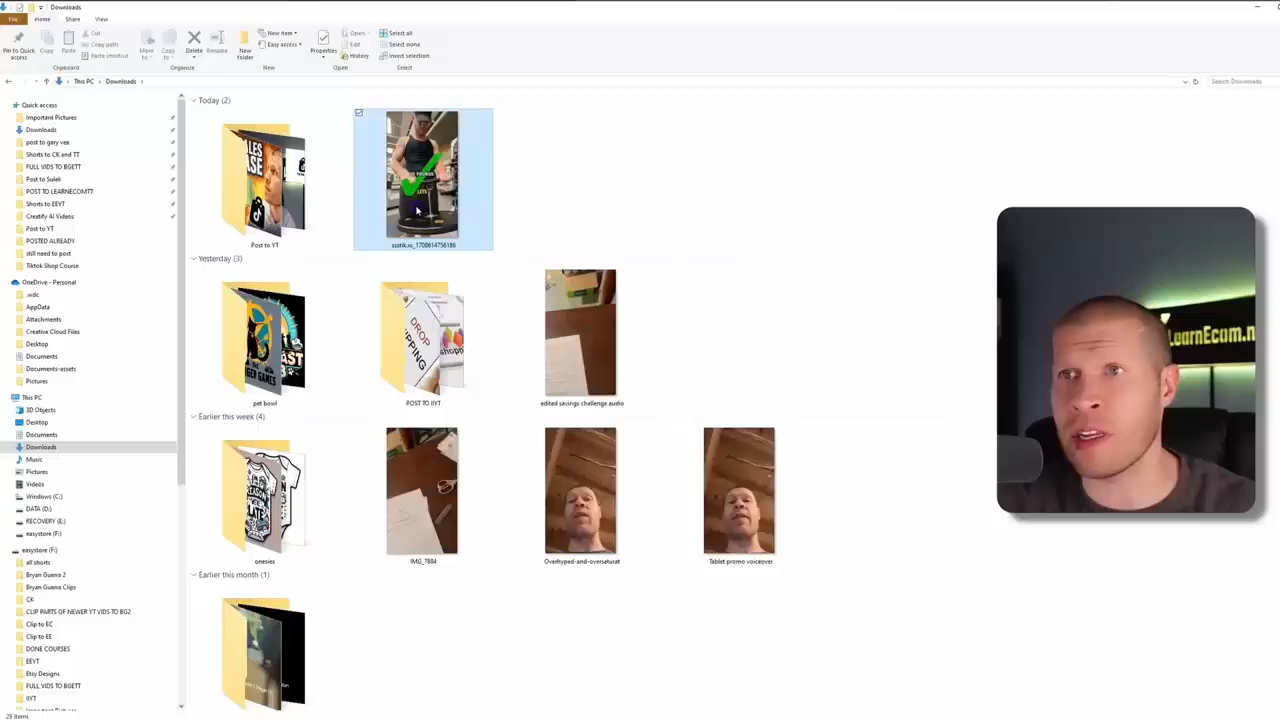 Downloads
File
Home
Share
View
Pin to Quick access
Copy
Paste
Cut
Copy path
Paste shortcut
Clipboard
Move to
Copy to
Delete
Rename
Organize
New folder
New item
Easy access
New
Properties
Open
Edit
History
Open
Select all
Select none
Invert selection
Select
This PC
Downloads
Search Downloads
Quick access
Important Pictures
Downloads
post to gary vee
Shorts to CK and TT
FULL VIDS TO BGETT
Post to Sulek
POST TO LEARNECOMTT
Shorts to EEYT
Creatify AI Videos
Post to YT
POSTED ALREADY
still need to post
Tiktok Shop Course
OneDrive - Personal
.wdc
AppData
Attachments
Creative Cloud Files
Desktop
Documents
Documents-assets
Pictures
This PC
3D Objects
Desktop
Documents
Downloads
Music
Pictures
Videos
Windows (C:)
DATA (D:)
RECOVERY (E:)
easystore (F:)
easystore (F:)
all shorts
Bryan Guerra 2
Bryan Guerra Clips
CK
CLIP PARTS OF NEWER YT VIDS TO BG2
Clip to EC
Clip to EE
DONE COURSES
EEYT
Etsy Designs
FULL VIDS TO BGETT
IIYT
29 items
Today (2)
Post to YT
ssstik.io_1708614756186
Yesterday (3)
pet bowl
DROP
POST TO IIYT
edited savings challenge audio
Earlier this week (4)
onesies
IMG_7884
Overhyped-and-oversaturat
Tablet promo voiceover
Earlier this month (1)
LearnEcom.n